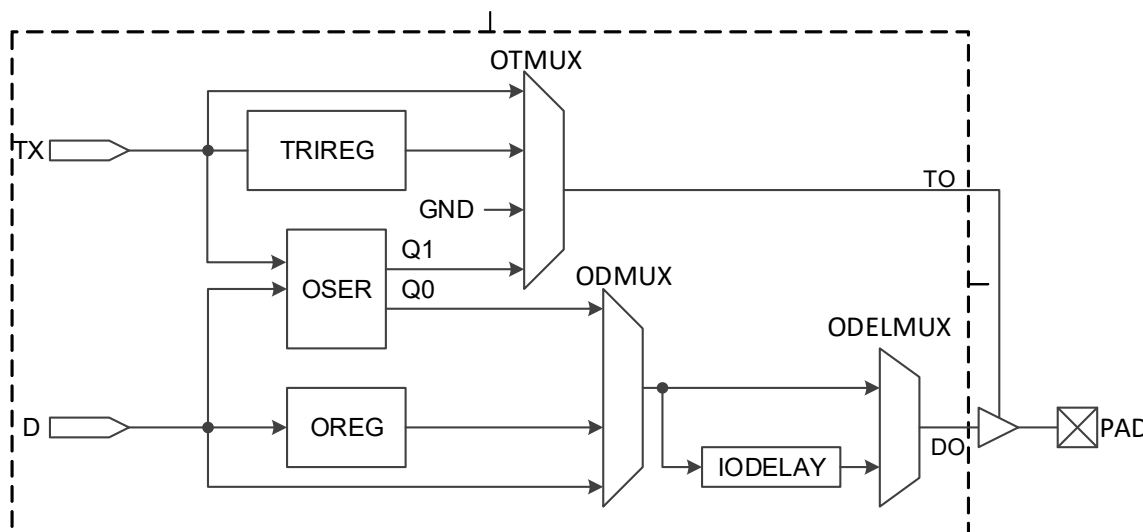 OTMUX
TX
TRIREG
TO
GND
Q1
OSER
Q0
ODMUX
ODELMUX
D
OREG
DO
PAD
IODELAY